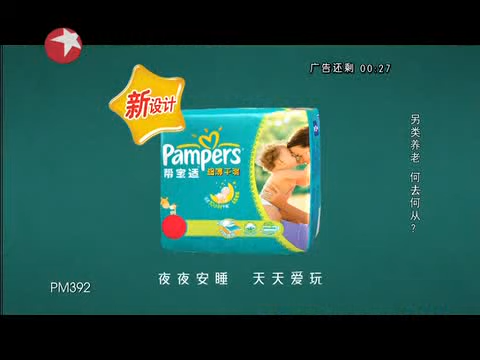 广告还剩 00:27
新设计
Pampers
帮宝适 超薄干爽
另类养老 何去何从?
夜夜安睡 天天爱玩
PM392